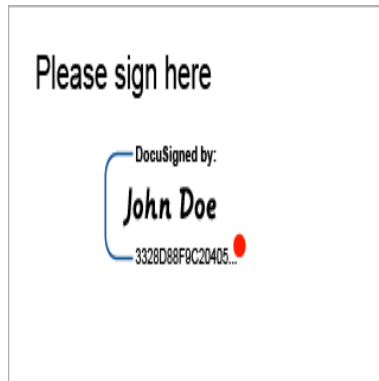 Please sign here
DocuSigned by:
John Doe
3328D88F9C20405...